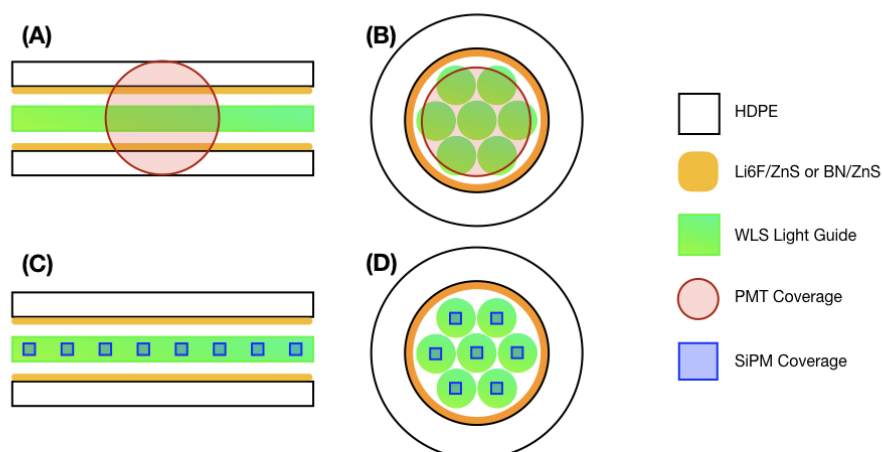 (A)
(B)
HDPE
Li6F/ZnS or BN/ZnS
WLS Light Guide
(C)
(D)
PMT Coverage
SiPM Coverage